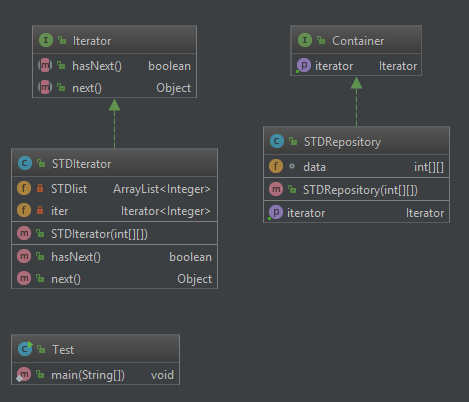 Iterator
hasNext() boolean
next() Object
Container
iterator Iterator
STDIterator
STDlist ArrayList<Integer>
iter Iterator<Integer>
STDIterator(int[][])
hasNext() boolean
next() Object
STDRepository
data int[][]
STDRepository(int[][])
iterator Iterator
Test
main(String[]) void